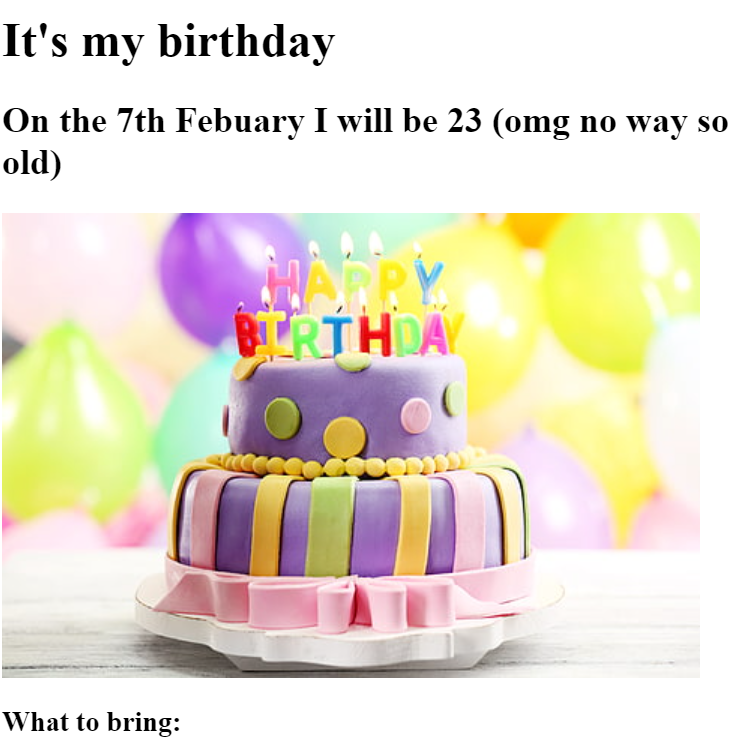 It's my birthday
On the 7th Febuary I will be 23 (omg no way so
old)
HAPPY
BIRTHDAY
What to bring: